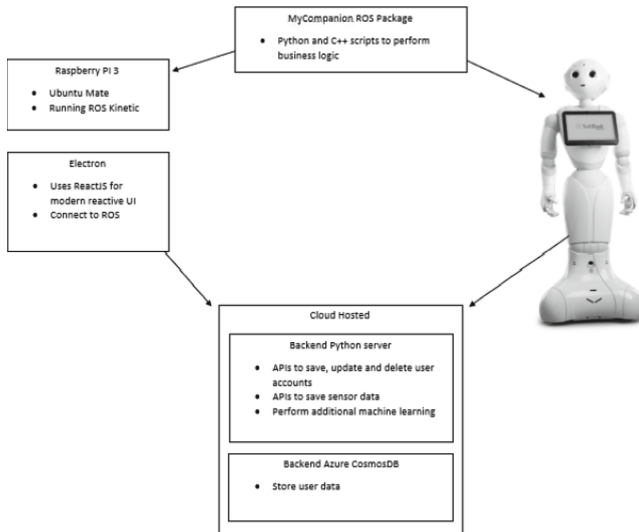 MyCompanion ROS Package
• Python and C++ scripts to perform
business logic
Raspberry PI 3
• Ubuntu Mate
• Running ROS Kinetic
Electron
• Uses ReactJS for
modern reactive UI
• Connect to ROS
Cloud Hosted
Backend Python server
• APIs to save, update and delete user
accounts
• APIs to save sensor data
• Perform additional machine learning
Backend Azure CosmosDB
• Store user data